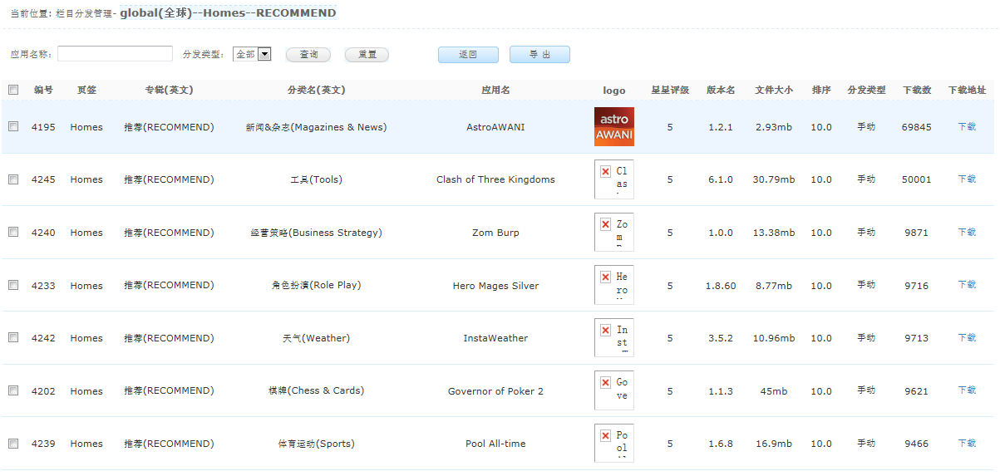 当前位置: 栏目分发管理- global(全球)--Homes--RECOMMEND
应用名称: 分发类型: 全部 查询 重置 返回 导 出
编号 页签 专辑(英文) 分类名(英文) 应用名 logo 星星评级 版本名 文件大小 排序 分发类型 下载数 下载地址
4195 Homes 推荐(RECOMMEND) 新闻&杂志(Magazines & News) AstroAWANI astro AWANI 5 1.2.1 2.93mb 10.0 手动 69845 下载
4245 Homes 推荐(RECOMMEND) 工具(Tools) Clash of Three Kingdoms Clas 5 6.1.0 30.79mb 10.0 手动 50001 下载
4240 Homes 推荐(RECOMMEND) 经营策略(Business Strategy) Zom Burp Zom 5 1.0.0 13.38mb 10.0 手动 9871 下载
4233 Homes 推荐(RECOMMEND) 角色扮演(Role Play) Hero Mages Silver Hero 5 1.8.60 8.77mb 10.0 手动 9716 下载
4242 Homes 推荐(RECOMMEND) 天气(Weather) InstaWeather Inst 5 3.5.2 10.96mb 10.0 手动 9713 下载
4202 Homes 推荐(RECOMMEND) 棋牌(Chess & Cards) Governor of Poker 2 Gove 5 1.1.3 45mb 10.0 手动 9621 下载
4239 Homes 推荐(RECOMMEND) 体育运动(Sports) Pool All-time Pool 5 1.6.8 16.9mb 10.0 手动 9466 下载